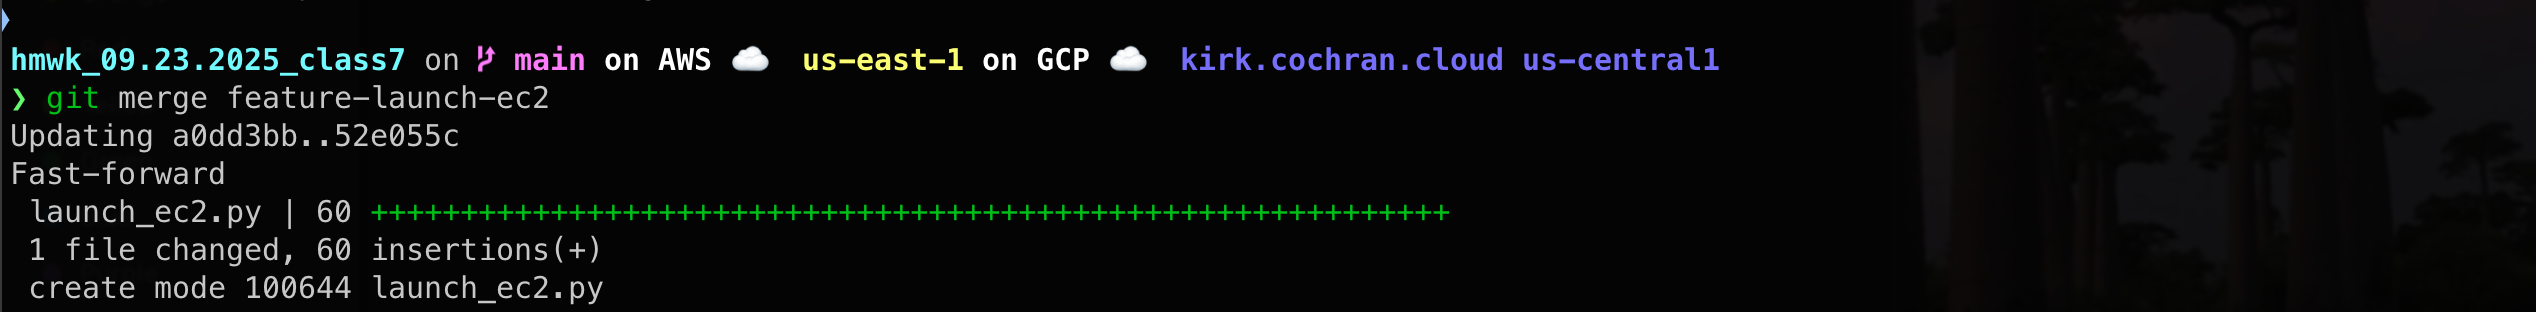 hmwk_09.23.2025_class7 on main on AWS ☁️ us-east-1 on GCP ☁️ kirk.cochran.cloud us-central1
❯ git merge feature-launch-ec2
Updating a0dd3bb..52e055c
Fast-forward
 launch_ec2.py | 60 ++++++++++++++++++++++++++++++++++++++++++++++++++++++++++++
 1 file changed, 60 insertions(+)
 create mode 100644 launch_ec2.py